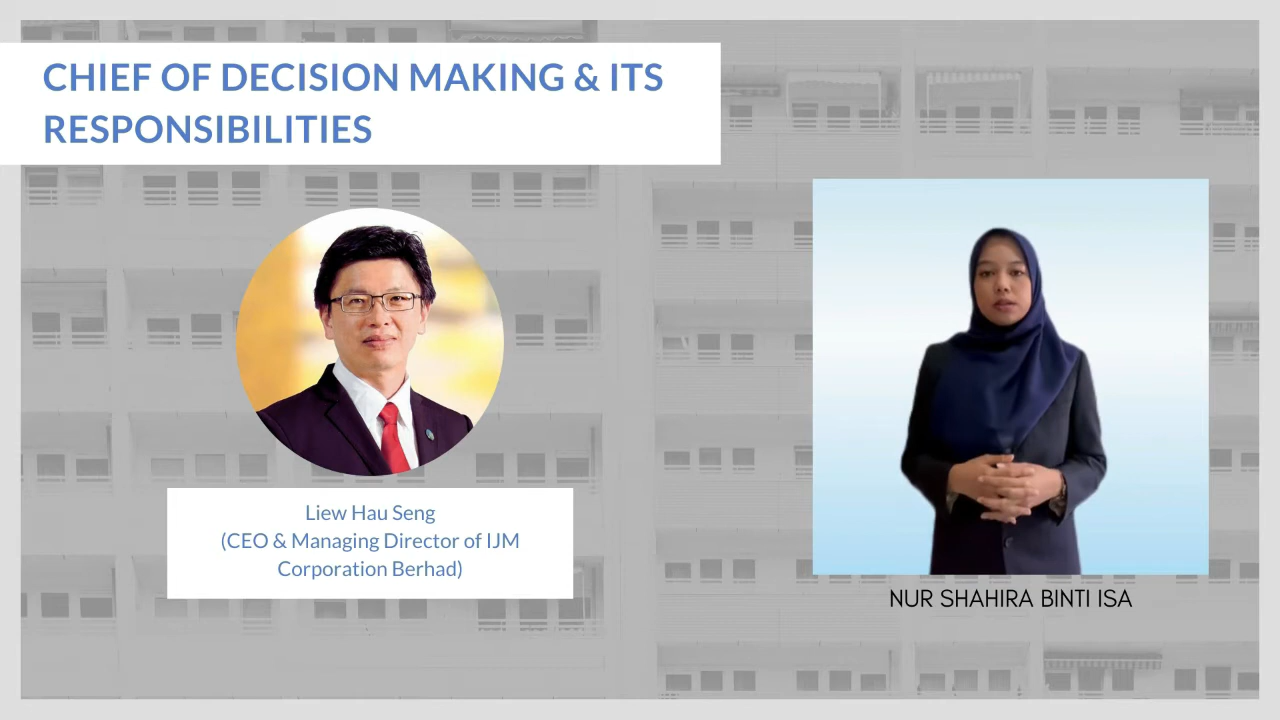 CHIEF OF DECISION MAKING & ITS
RESPONSIBILITIES
Liew Hau Seng
(CEO & Managing Director of IJM
Corporation Berhad)
NUR SHAHIRA BINTI ISA